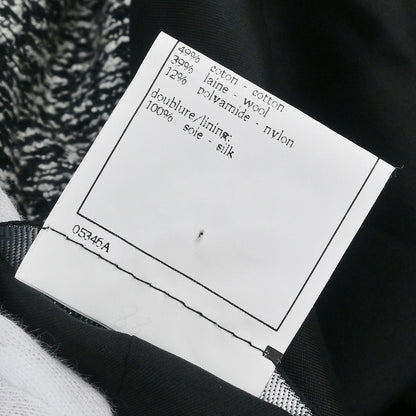 49% coton - cotton
39% laine - wool
12% polyamide - nylon
doublure/lining:
100% soie - silk
05346A